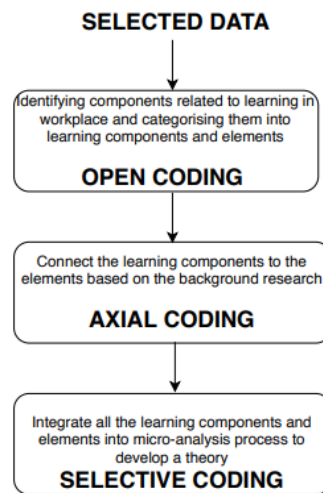 SELECTED DATA
Identifying components related to learning in
workplace and categorising them into
learning components and elements
OPEN CODING
Connect the learning components to the
elements based on the background research
AXIAL CODING
Integrate all the learning components and
elements into micro-analysis process to
develop a theory
SELECTIVE CODING